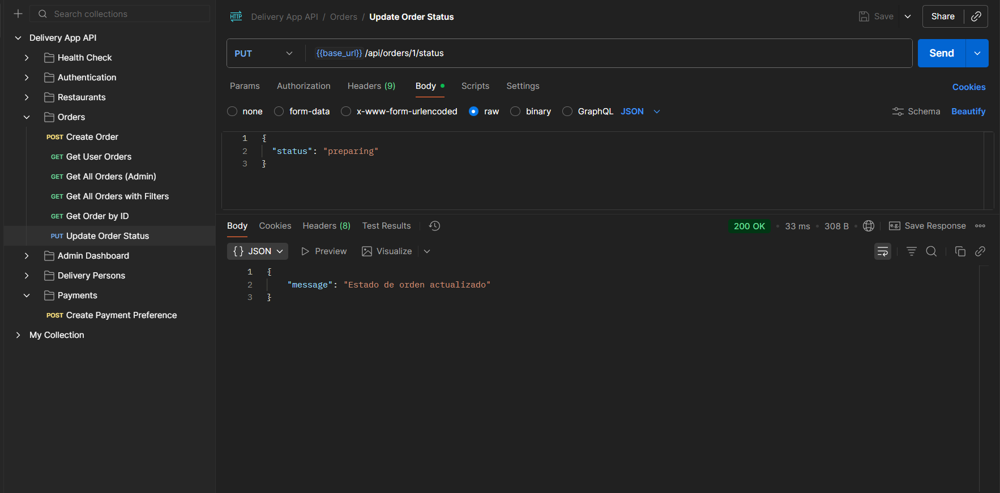 Search collections
Delivery App API
Health Check
Authentication
Restaurants
Orders
POST Create Order
GET Get User Orders
GET Get All Orders (Admin)
GET Get All Orders with Filters
GET Get Order by ID
PUT Update Order Status
Admin Dashboard
Delivery Persons
Payments
POST Create Payment Preference
My Collection
HTTP Delivery App API / Orders / Update Order Status
Save Share
PUT {{base_url}} /api/orders/1/status Send
Params Authorization Headers (9) Body Scripts Settings Cookies
none form-data x-www-form-urlencoded raw binary GraphQL JSON Schema Beautify
1 {
2 "status": "preparing"
3 }
Body Cookies Headers (8) Test Results 200 OK • 33 ms • 308 B • e.g. Save Response
{} JSON Preview Visualize
1 {
2 "message": "Estado de orden actualizado"
3 }